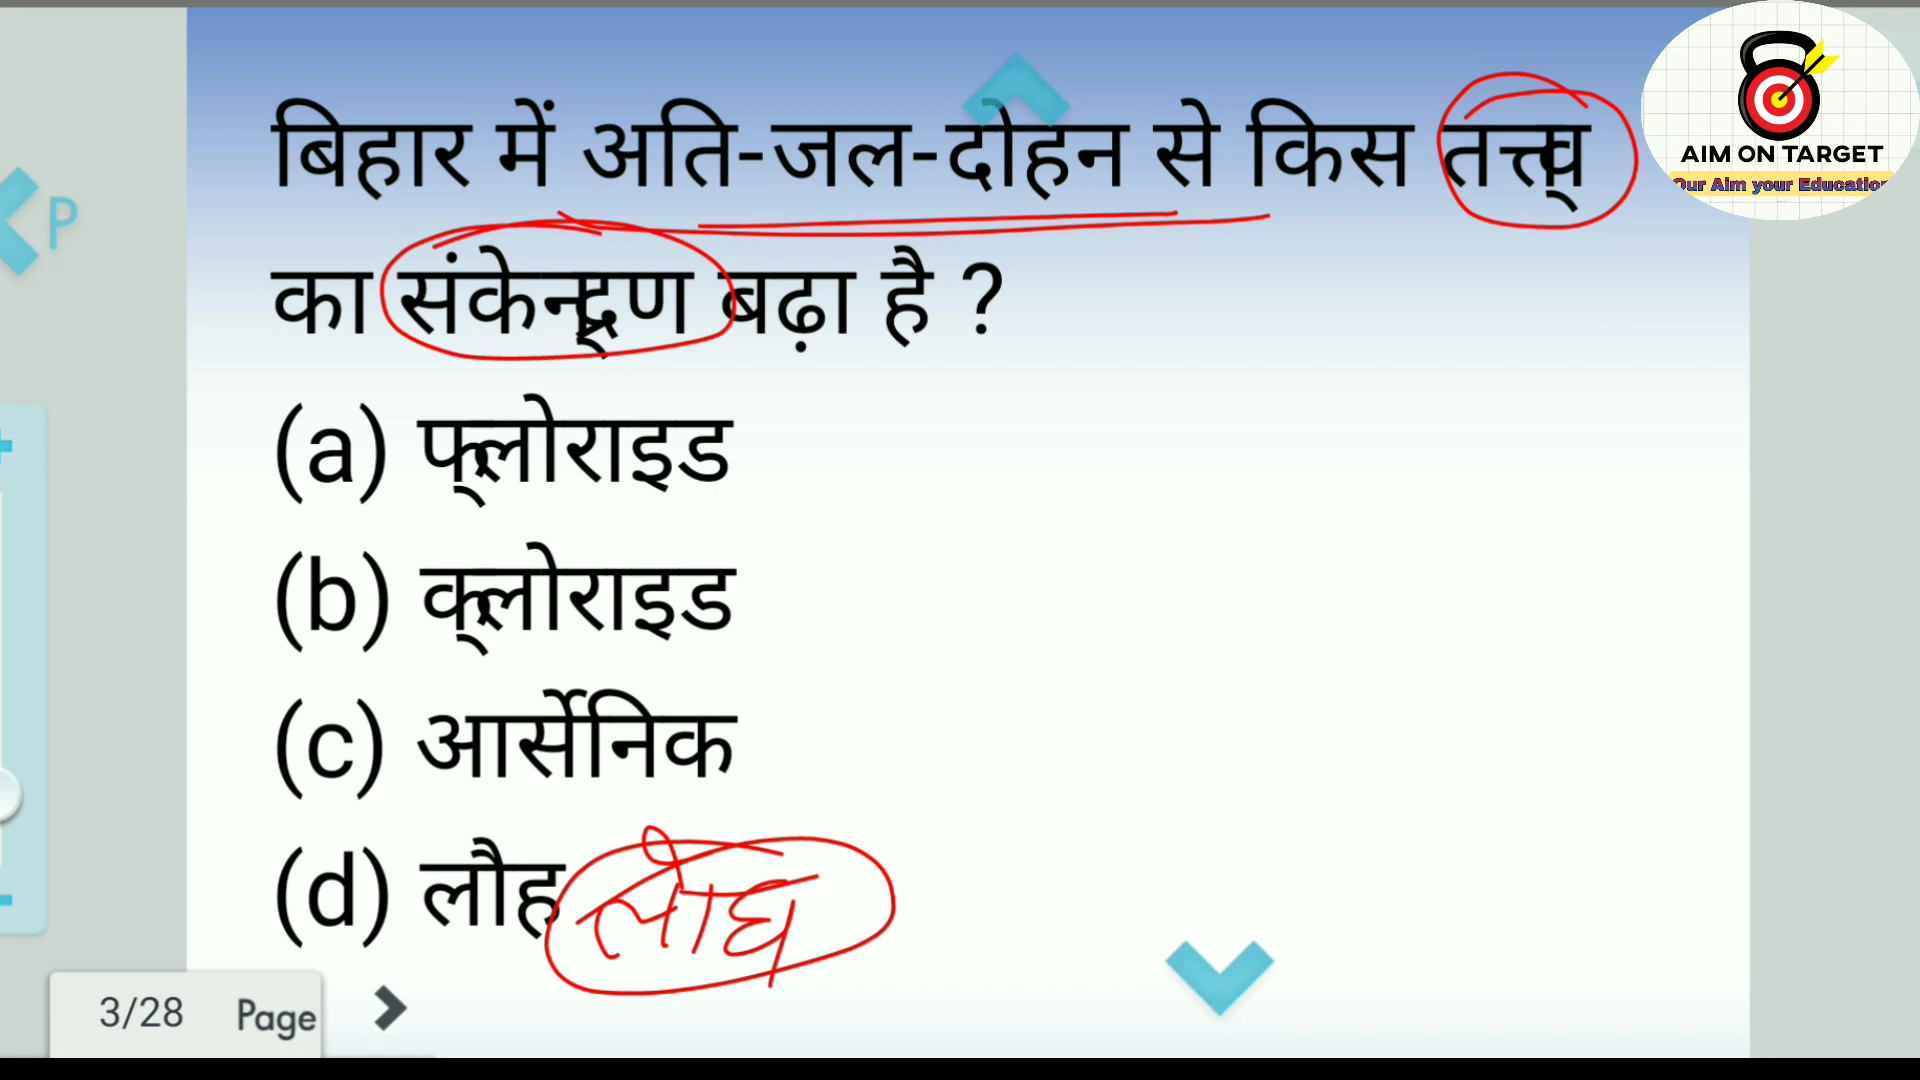 बिहार में अति-जल-दोहन से किस तत्त्व
का संकेन्द्रण बढ़ा है ?
(a) फ्लोराइड
(b) क्लोराइड
(c) आर्सेनिक
(d) लौह
3/28 Page
P
AIM ON TARGET
Our Aim your Education